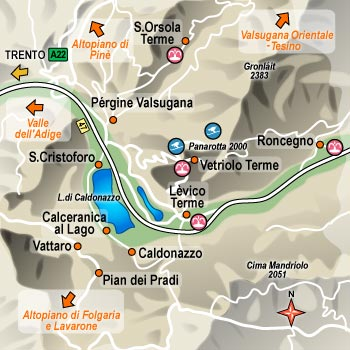 TRENTO A22
Altopiano di
Pinè
S.Orsola
Terme
Valsugana Orientale
-Tesino
Gronlàit
2383
Valle
dell'Adige
47
Pérgine Valsugana
Panarotta 2000
Roncegno
S.Cristoforo
Vetriolo Terme
L.di Caldonazzo
Lèvico
Terme
Calceranica
al Lago
Vattaro
Caldonazzo
Pian dei Pradi
Cima Mandriolo
2051
Altopiano di Folgaria
e Lavarone
N